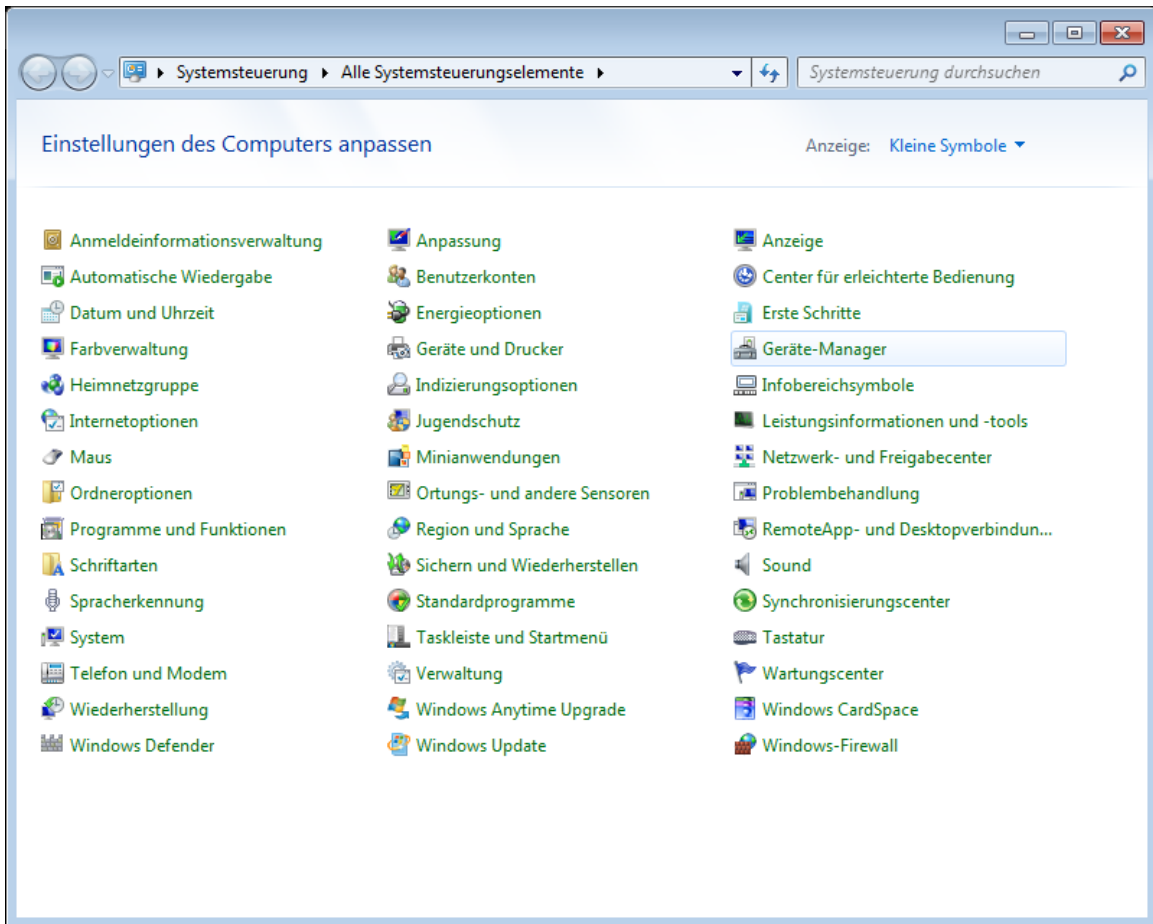 Systemsteuerung Alle Systemsteuerungselemente Systemsteuerung durchsuchen
Einstellungen des Computers anpassen Anzeige: Kleine Symbole
Anmeldeinformationsverwaltung Anpassung Anzeige
Automatische Wiedergabe Benutzerkonten Center für erleichterte Bedienung
Datum und Uhrzeit Energieoptionen Erste Schritte
Farbverwaltung Geräte und Drucker Geräte-Manager
Heimnetzgruppe Indizierungsoptionen Infobereichsymbole
Internetoptionen Jugendschutz Leistungsinformationen und -tools
Maus Minianwendungen Netzwerk- und Freigabecenter
Ordneroptionen Ortungs- und andere Sensoren Problembehandlung
Programme und Funktionen Region und Sprache RemoteApp- und Desktopverbindun...
Schriftarten Sichern und Wiederherstellen Sound
Spracherkennung Standardprogramme Synchronisierungscenter
System Taskleiste und Startmenü Tastatur
Telefon und Modem Verwaltung Wartungscenter
Wiederherstellung Windows Anytime Upgrade Windows CardSpace
Windows Defender Windows Update Windows-Firewall